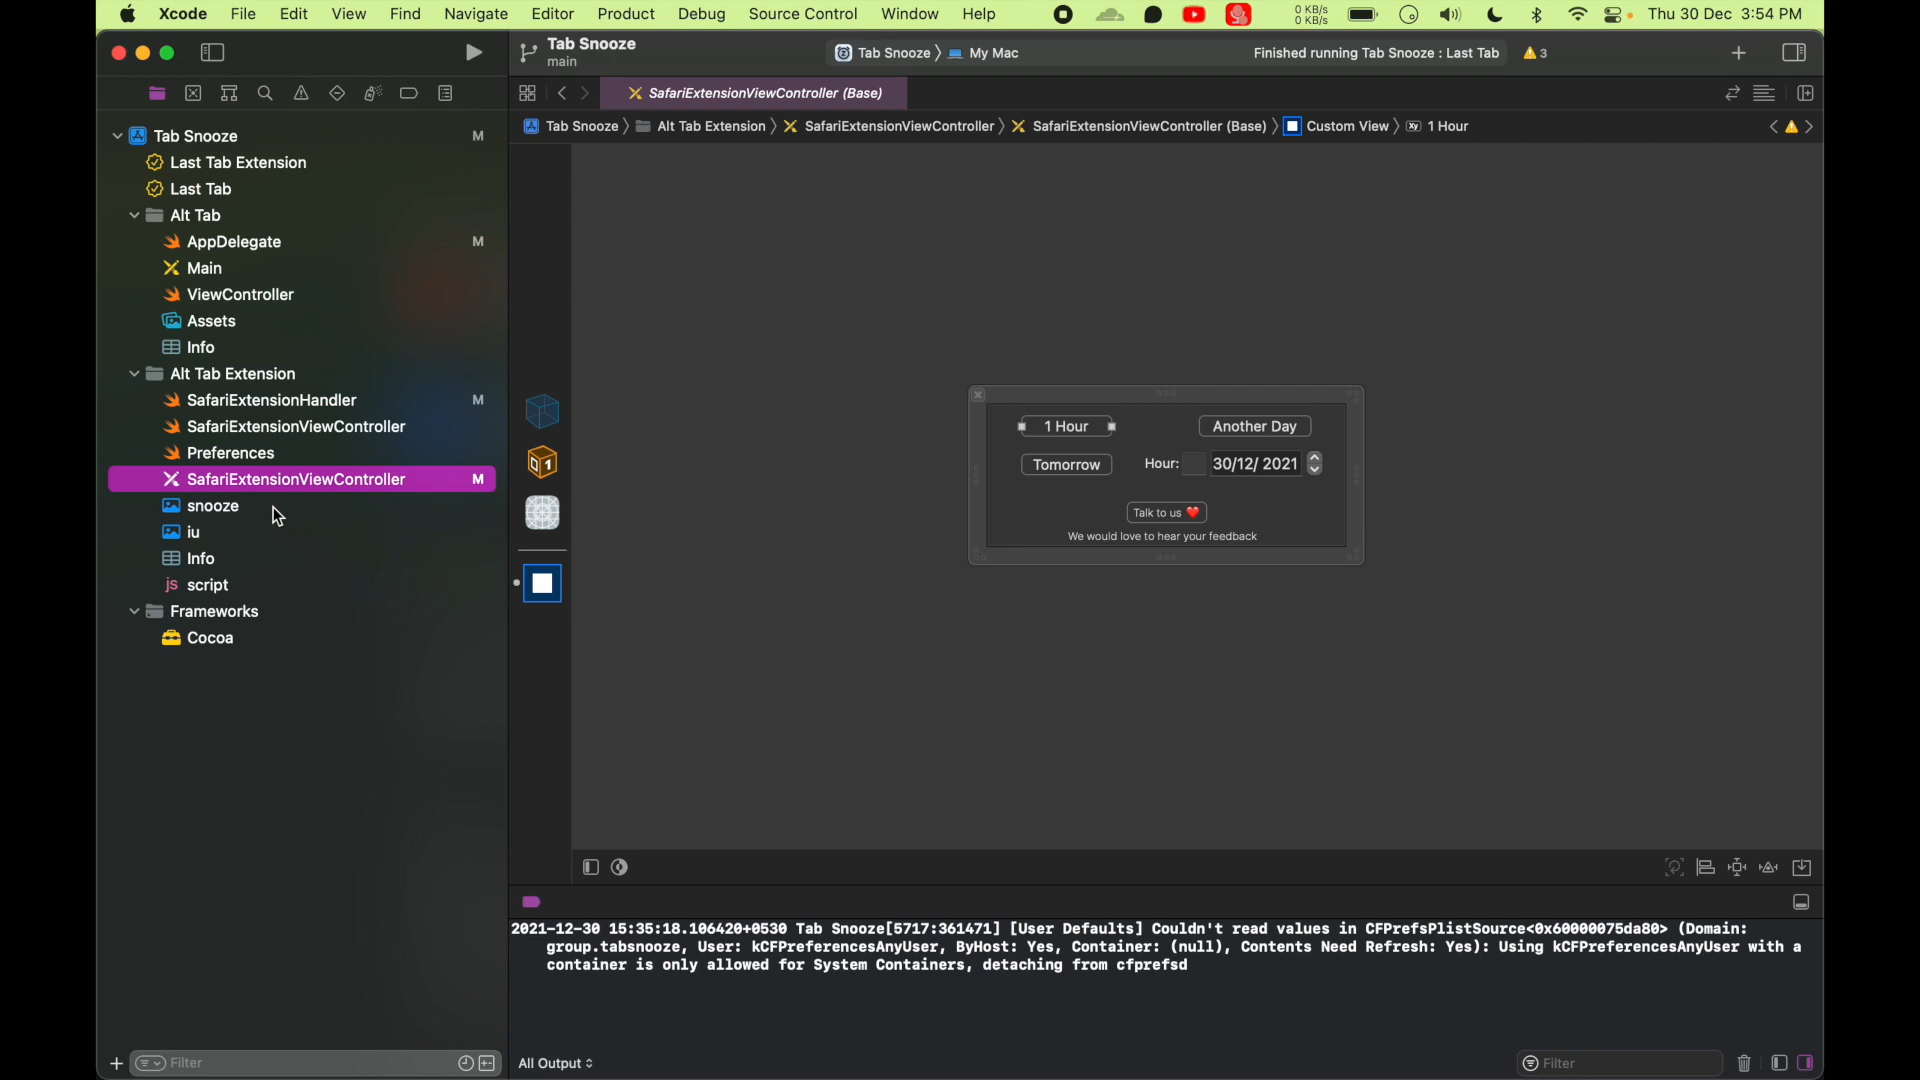 Xcode File Edit View Find Navigate Editor Product Debug Source Control Window Help 0 KB/s 0 KB/s Thu 30 Dec 3:54 PM
Tab Snooze
main
Tab Snooze My Mac Finished running Tab Snooze : Last Tab 3
SafariExtensionViewController (Base)
Tab Snooze Alt Tab Extension SafariExtensionViewController SafariExtensionViewController (Base) Custom View 1 Hour
Tab Snooze M
Last Tab Extension
Last Tab
Alt Tab
AppDelegate M
Main
ViewController
Assets
Info
Alt Tab Extension
SafariExtensionHandler M
SafariExtensionViewController
Preferences
SafariExtensionViewController M
snooze
iu
Info
JS script
Frameworks
Cocoa
Filter
1 Hour Another Day
Tomorrow Hour: 30/12/ 2021
Talk to us ❤️
We would love to hear your feedback
2021-12-30 15:35:18.106420+0530 Tab Snooze[5717:361471] [User Defaults] Couldn't read values in CFPrefsPlistSource<0x60000075da80> (Domain:
group.tabsnooze, User: kCFPreferencesAnyUser, ByHost: Yes, Container: (null), Contents Need Refresh: Yes): Using kCFPreferencesAnyUser with a
container is only allowed for System Containers, detaching from cfprefsd
All Output Filter